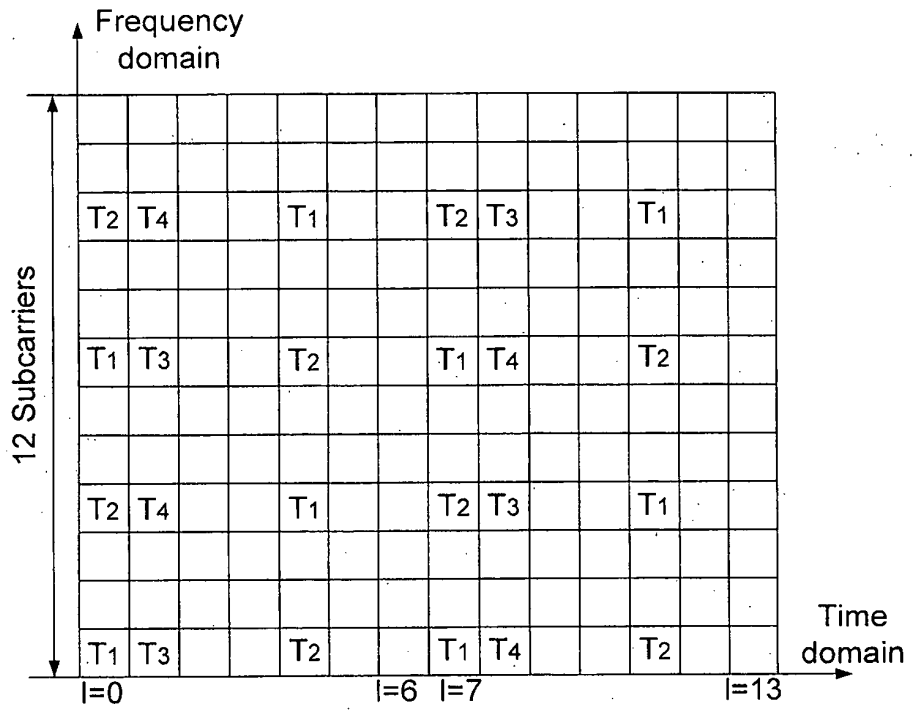 Frequency
domain
T2 T4 T1 T2 T3 T1
12 Subcarriers
T1 T3 T2 T1 T4 T2
T2 T4 T1 T2 T3 T1
T1 T3 T2 T1 T4 T2
Time
domain
l=0 l=6 l=7 l=13